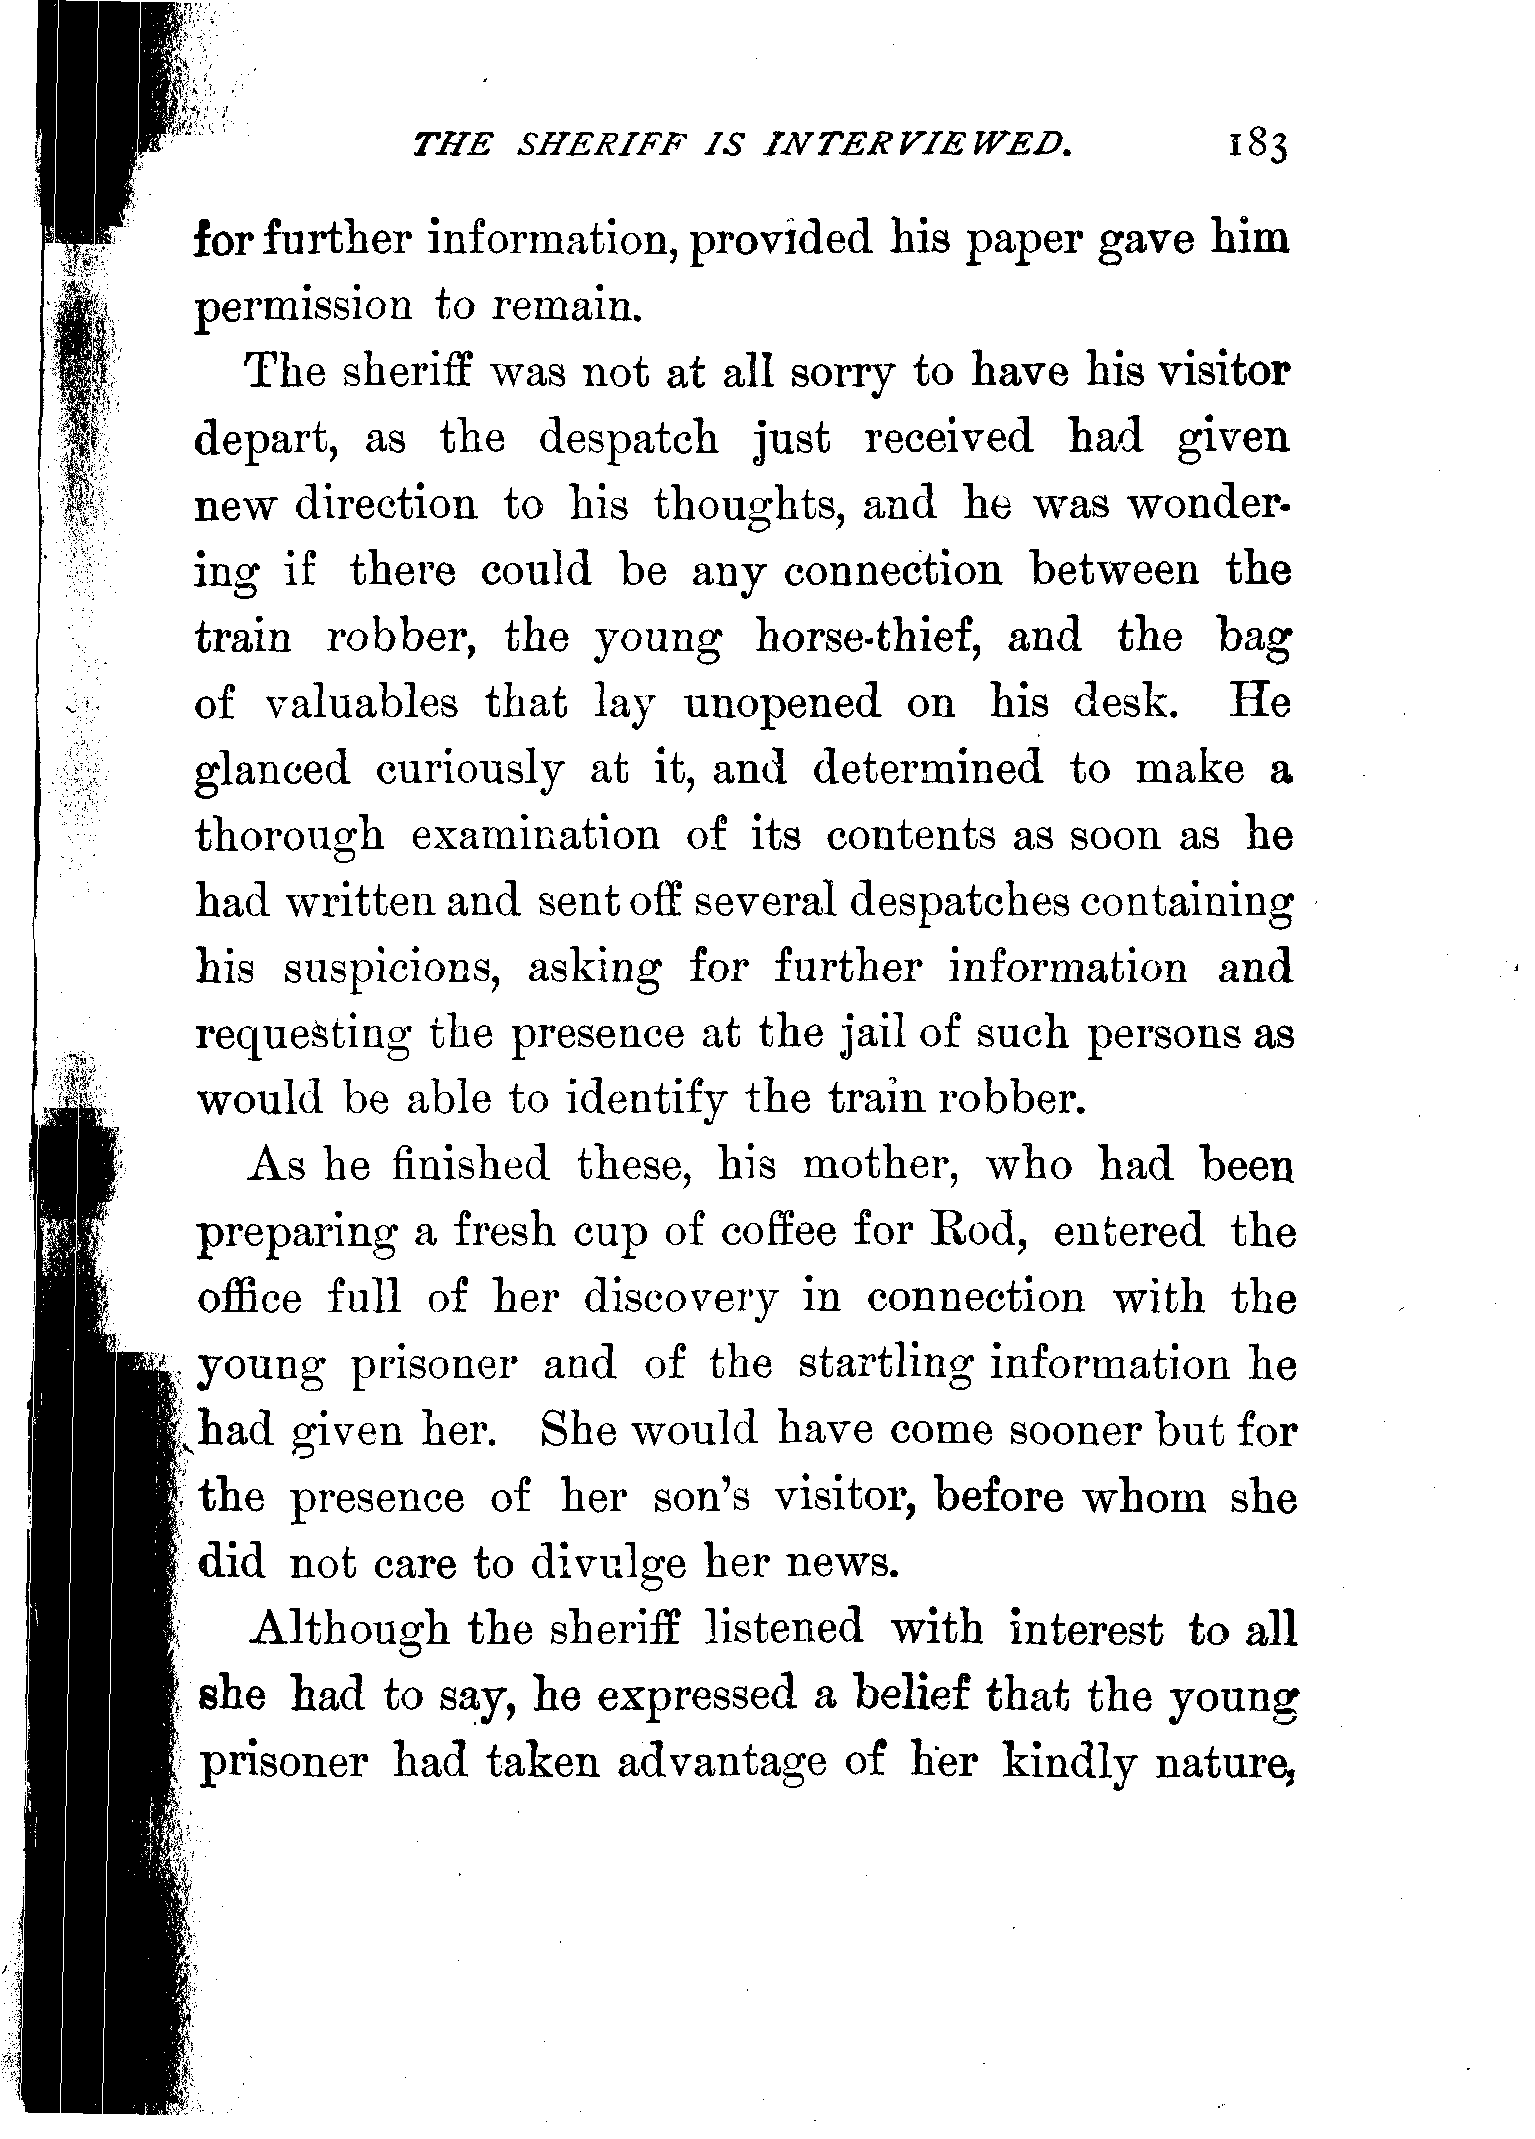 THE SHERIFF IS INTERVIEWED. 183
for further information, provided his paper gave him
permission to remain.
The sheriff was not at all sorry to have his visitor
depart, as the despatch just received had given
new direction to his thoughts, and he was wonder-
ing if there could be any connection between the
train robber, the young horse-thief, and the bag
of valuables that lay unopened on his desk. He
glanced curiously at it, and determined to make a
thorough examination of its contents as soon as he
had written and sent off several despatches containing
his suspicions, asking for further information and
requesting the presence at the jail of such persons as
would be able to identify the train robber.
As he finished these, his mother, who had been
preparing a fresh cup of coffee for Rod, entered the
office full of her discovery in connection with the
young prisoner and of the startling information he
had given her. She would have come sooner but for
the presence of her son's visitor, before whom she
did not care to divulge her news.
Although the sheriff listened with interest to all
she had to say, he expressed a belief that the young
prisoner had taken advantage of her kindly nature,